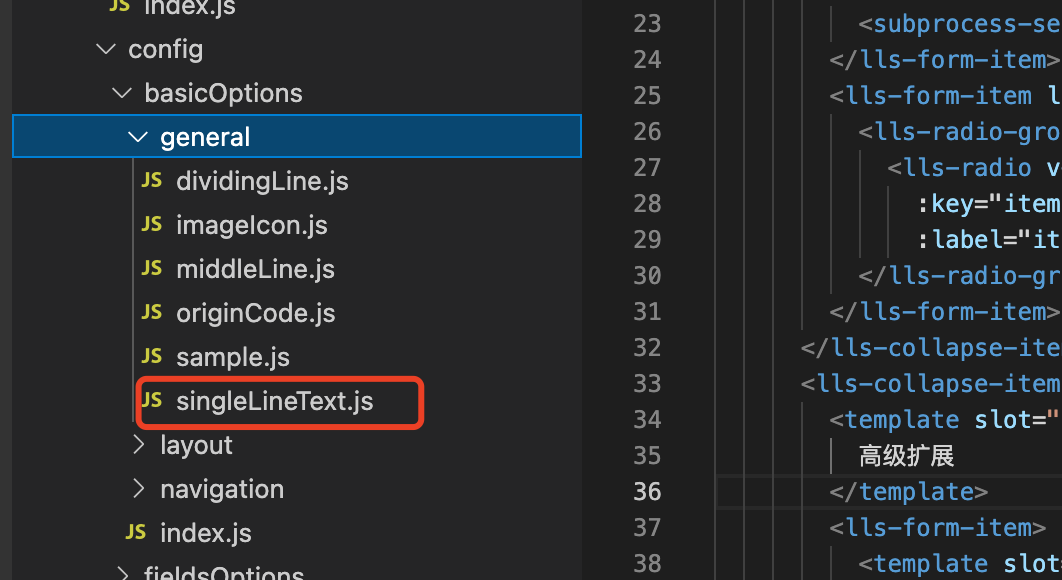 JS index.js
config
basicOptions
general
JS dividingLine.js
JS imageIcon.js
JS middleLine.js
JS originCode.js
JS sample.js
JS singleLineText.js
layout
navigation
JS index.js
fieldsOptions
23 <subprocess-se
24 </lls-form-item>
25 <lls-form-item l
26 <lls-radio-gro
27 <lls-radio v
28 :key="item
29 :label="it
30 </lls-radio-gr
31 </lls-form-item>
32 </lls-collapse-ite
33 <lls-collapse-item
34 <template slot="
35 高级扩展
36 </template>
37 <lls-form-item>
38 <template slot